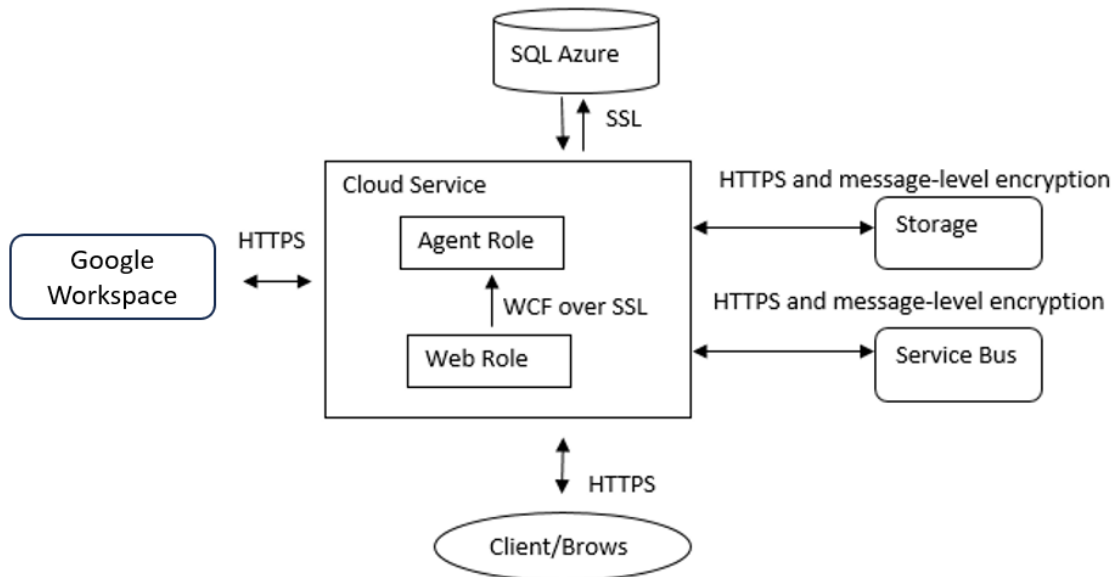 SQL Azure
SSL
Cloud Service
HTTPS and message-level encryption
Storage
Agent Role
HTTPS
Google
Workspace
WCF over SSL
HTTPS and message-level encryption
Web Role
Service Bus
HTTPS
Client/Brows